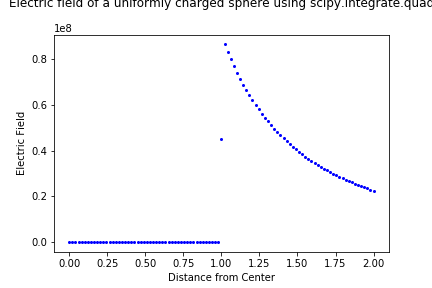 Electric field of a uniformly charged sphere using scipy.integrate.quad
1e8
0.8
0.6
0.4
0.2
0.0
Electric Field
0.00 0.25 0.50 0.75 1.00 1.25 1.50 1.75 2.00
Distance from Center